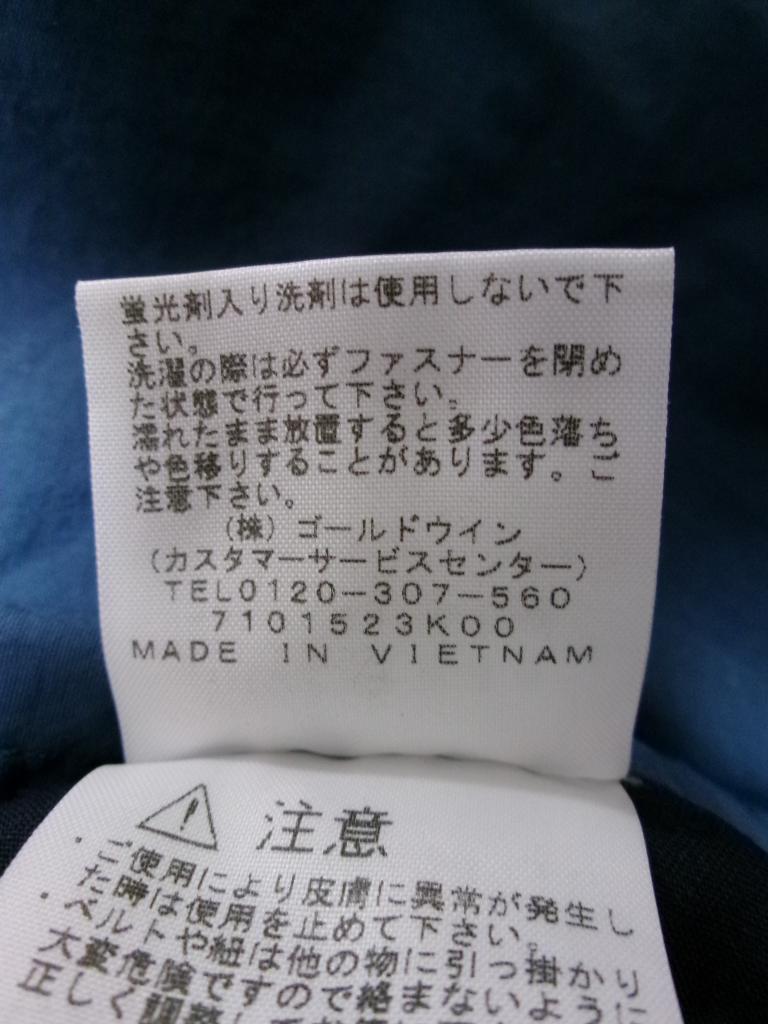 蛍光剤入り洗剤は使用しないで下
さい。
洗濯の際は必ずファスナーを閉め
た状態で行って下さい。
濡れたまま放置すると多少色落ち
や色移りすることがあります。ご
注意下さい。
(株)ゴールドウイン
(カスタマーサービスセンター)
TEL0120-307-560
7101523K00
MADE IN VIETNAM
注意
・ご使用により皮膚に異常が発生し
た時は使用を止めて下さい。
・ベルトや紐は他の物に引っ掛かり
大変危険ですので絡まないように
正しく調整して